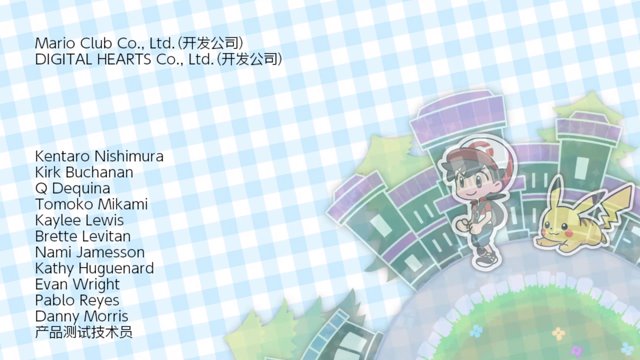 Mario Club Co., Ltd.(开发公司)
DIGITAL HEARTS Co., Ltd.(开发公司)
Kentaro Nishimura
Kirk Buchanan
Q Dequina
Tomoko Mikami
Kaylee Lewis
Brette Levitan
Nami Jamesson
Kathy Huguenard
Evan Wright
Pablo Reyes
Danny Morris
产品测试技术员